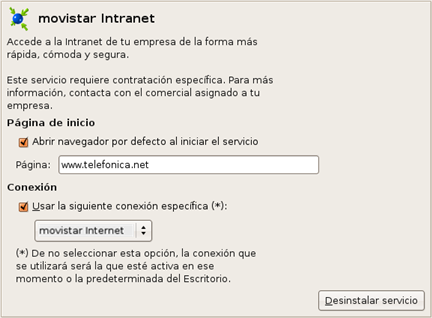 movistar Intranet
Accede a la Intranet de tu empresa de la forma más
rápida, cómoda y segura.
Este servicio requiere contratación específica. Para más
información, contacta con el comercial asignado a tu
empresa.
Página de inicio
Abrir navegador por defecto al iniciar el servicio
Página: www.telefonica.net
Conexión
Usar la siguiente conexión específica (*):
movistar Internet
(*) De no seleccionar esta opción, la conexión que
se utilizará será la que esté activa en ese
momento o la predeterminada del Escritorio.
Desinstalar servicio